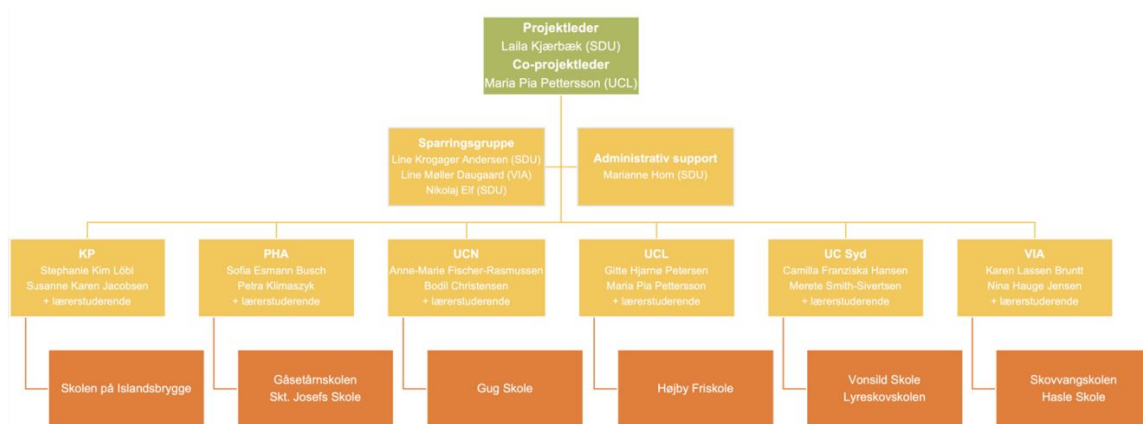 Projektleder
Laila Kjærbæk (SDU)
Co-projektleder
Maria Pia Pettersson (UCL)
Sparringsgruppe
Line Krogager Andersen (SDU)
Line Møller Daugaard (VIA)
Nikolaj Elf (SDU)
Administrativ support
Marianne Hom (SDU)
KP
Stephanie Kim Löbl
Susanne Karen Jacobsen
+ lærerstuderende
PHA
Sofia Esmann Busch
Petra Klimaszyk
+ lærerstuderende
UCN
Anne-Marie Fischer-Rasmussen
Bodil Christensen
+ lærerstuderende
UCL
Gitte Hjarnø Petersen
Maria Pia Pettersson
+ lærerstuderende
UC Syd
Camilla Franziska Hansen
Merete Smith-Sivertsen
+ lærerstuderende
VIA
Karen Lassen Bruntt
Nina Hauge Jensen
+ lærerstuderende
Skolen på Islandsbrygge
Gåsetårnskolen
Skt. Josefs Skole
Gug Skole
Højby Friskole
Vonsild Skole
Lyreskovskolen
Skovvangskolen
Hasle Skole